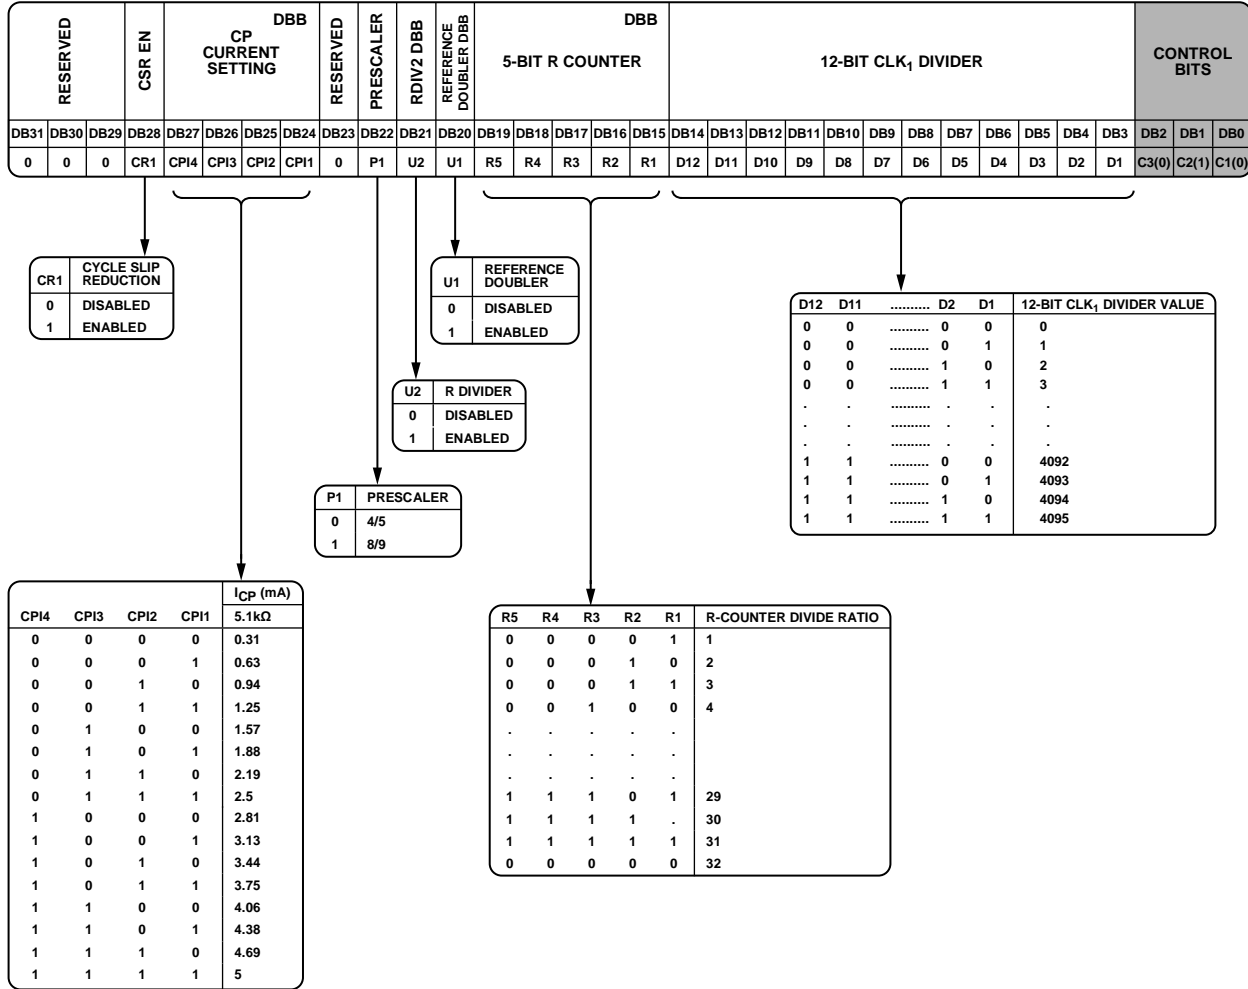 RESERVED
CSR EN
DBB
CP
CURRENT
SETTING
RESERVED
PRESCALER
RDIV2 DBB
REFERENCE
DOUBLER DBB
DBB
5-BIT R COUNTER
12-BIT CLK1 DIVIDER
CONTROL
BITS
DB31 DB30 DB29 DB28 DB27 DB26 DB25 DB24 DB23 DB22 DB21 DB20 DB19 DB18 DB17 DB16 DB15 DB14 DB13 DB12 DB11 DB10 DB9 DB8 DB7 DB6 DB5 DB4 DB3 DB2 DB1 DB0
0 0 0 CR1 CPI4 CPI3 CPI2 CPI1 0 P1 U2 U1 R5 R4 R3 R2 R1 D12 D11 D10 D9 D8 D7 D6 D5 D4 D3 D2 D1 C3(0) C2(1) C1(0)
CR1 CYCLE SLIP
REDUCTION
0 DISABLED
1 ENABLED
U1 REFERENCE
DOUBLER
0 DISABLED
1 ENABLED
U2 R DIVIDER
0 DISABLED
1 ENABLED
P1 PRESCALER
0 4/5
1 8/9
D12 D11 .......... D2 D1 12-BIT CLK1 DIVIDER VALUE
0 0 .......... 0 0 0
0 0 .......... 0 1 1
0 0 .......... 1 0 2
0 0 .......... 1 1 3
. . .......... . . .
. . .......... . . .
. . .......... . . .
1 1 .......... 0 0 4092
1 1 .......... 0 1 4093
1 1 .......... 1 0 4094
1 1 .......... 1 1 4095
ICP (mA)
CPI4 CPI3 CPI2 CPI1 5.1kΩ
0 0 0 0 0.31
0 0 0 1 0.63
0 0 1 0 0.94
0 0 1 1 1.25
0 1 0 0 1.57
0 1 0 1 1.88
0 1 1 0 2.19
0 1 1 1 2.5
1 0 0 0 2.81
1 0 0 1 3.13
1 0 1 0 3.44
1 0 1 1 3.75
1 1 0 0 4.06
1 1 0 1 4.38
1 1 1 0 4.69
1 1 1 1 5
R5 R4 R3 R2 R1 R-COUNTER DIVIDE RATIO
0 0 0 0 1 1
0 0 0 1 0 2
0 0 0 1 1 3
0 0 1 0 0 4
. . . . .
. . . . .
. . . . .
1 1 1 0 1 29
1 1 1 1 . 30
1 1 1 1 1 31
0 0 0 0 0 32